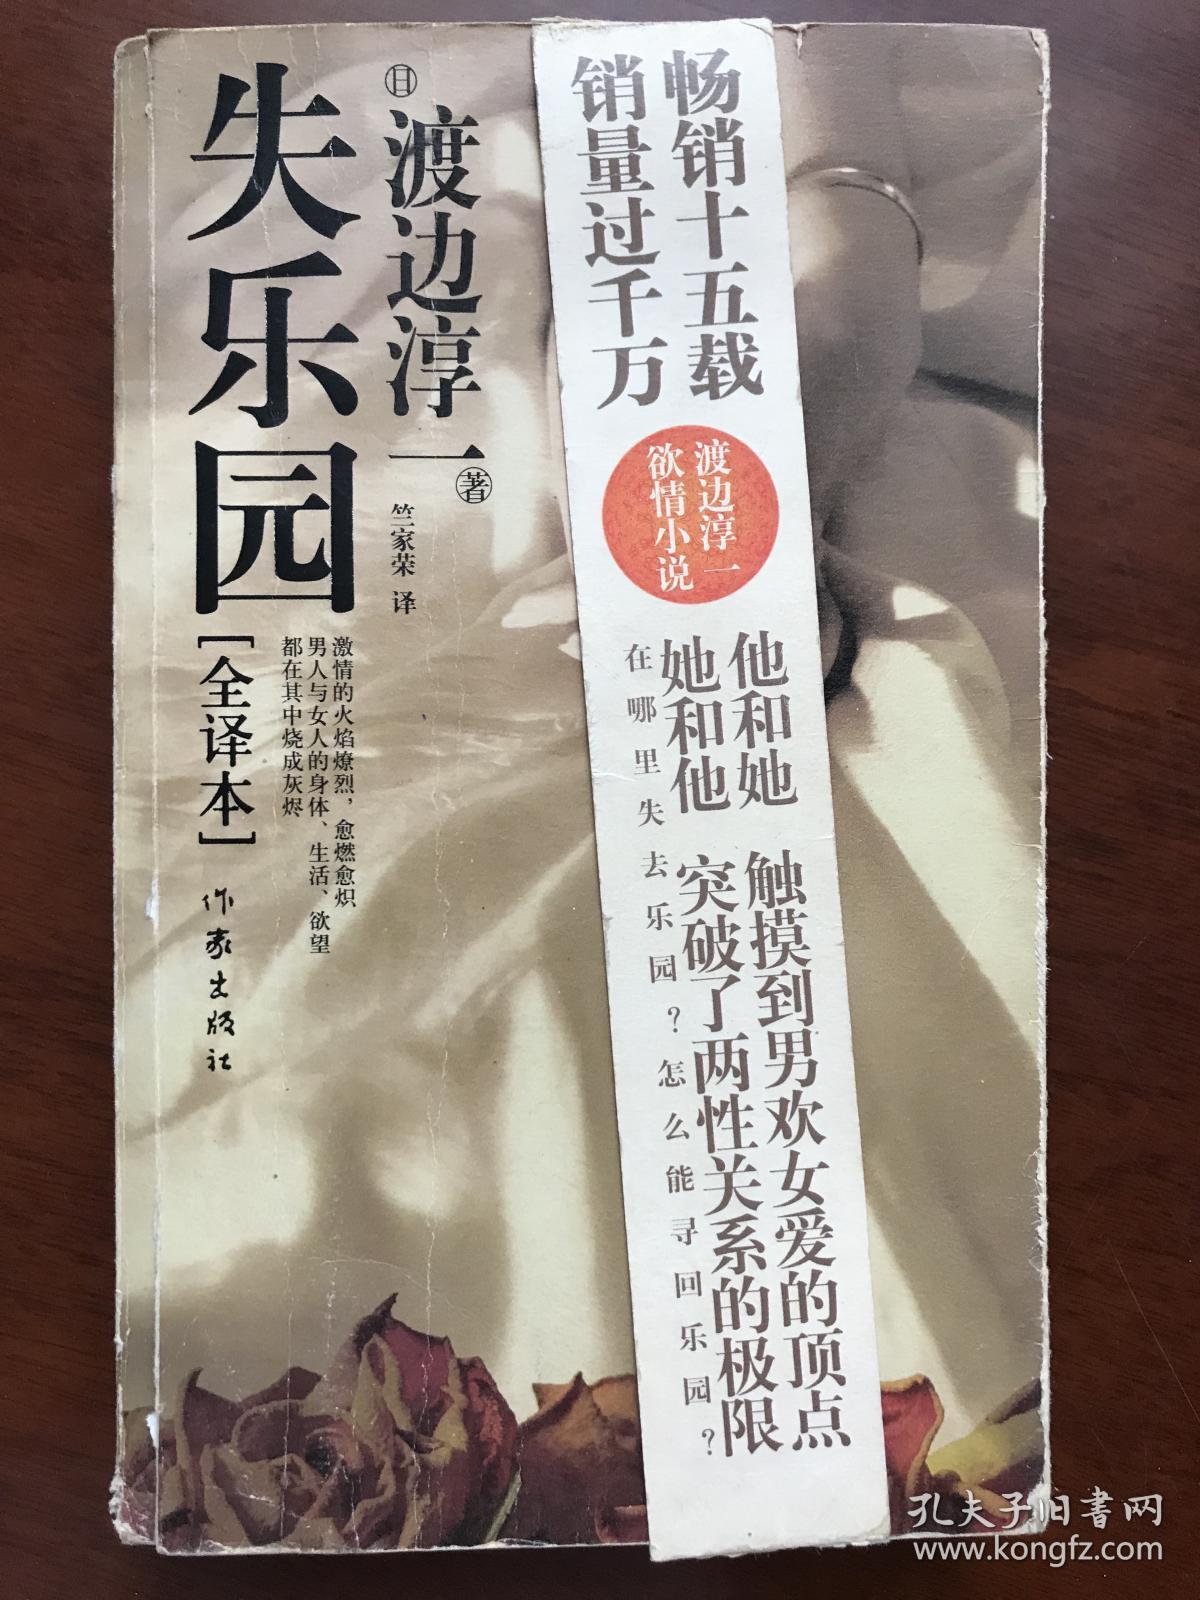 失乐园
[全译本]
日
渡边淳一
著
竺家荣 译
激情的火焰燎烈，愈燃愈炽
男人与女人的身体、生活、欲望
都在其中烧成灰烬
作家出版社
畅销十五载
销量过千万
渡边淳一
欲情小说
他和她 触摸到男欢女爱的顶点
她和他 突破了两性关系的极限
在哪里失去乐园?怎么能寻回乐园?
孔夫子旧书网
www.kongfz.com